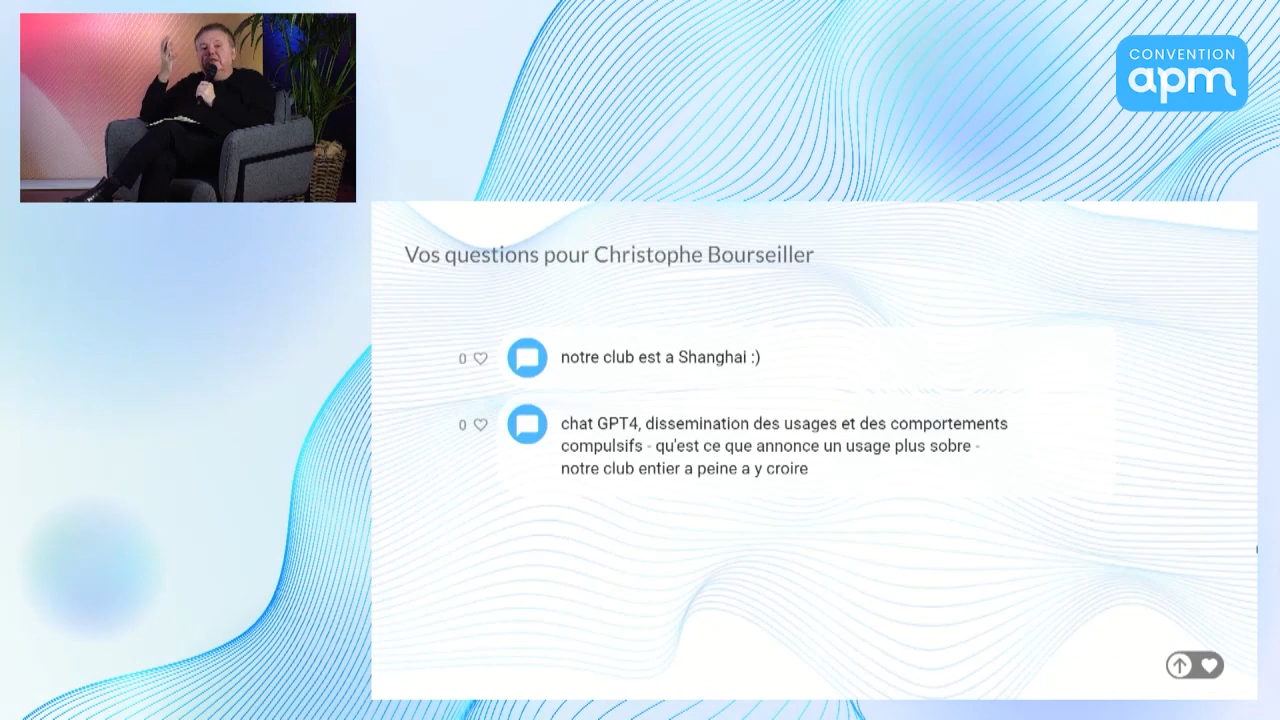 CONVENTION
apm
Vos questions pour Christophe Bourseiller
0
notre club est a Shanghai :)
0
chat GPT4, dissemination des usages et des comportements
compulsifs - qu'est ce que annonce un usage plus sobre -
notre club entier a peine a y croire